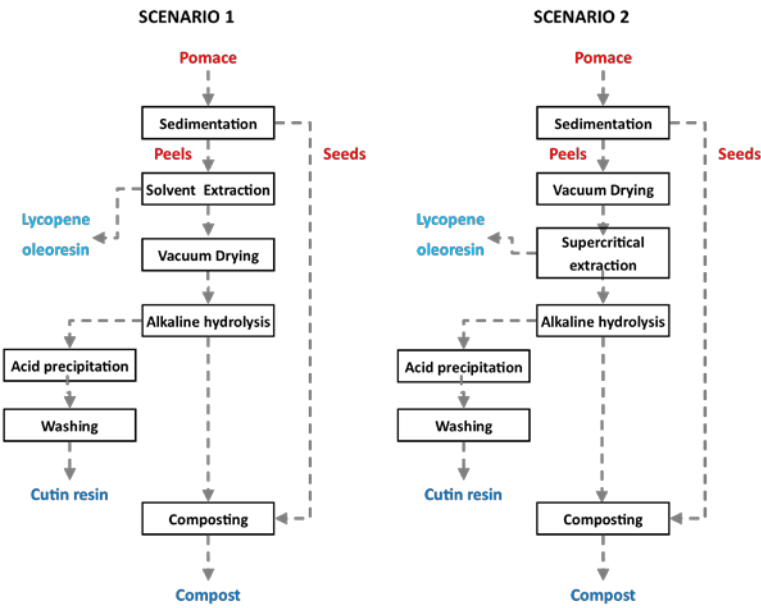 SCENARIO 1
Pomace
Sedimentation
Peels
Seeds
Solvent Extraction
Lycopene
oleoresin
Vacuum Drying
Alkaline hydrolysis
Acid precipitation
Washing
Cutin resin
Composting
Compost
SCENARIO 2
Pomace
Sedimentation
Peels
Seeds
Vacuum Drying
Lycopene
oleoresin
Supercritical
extraction
Alkaline hydrolysis
Acid precipitation
Washing
Cutin resin
Composting
Compost